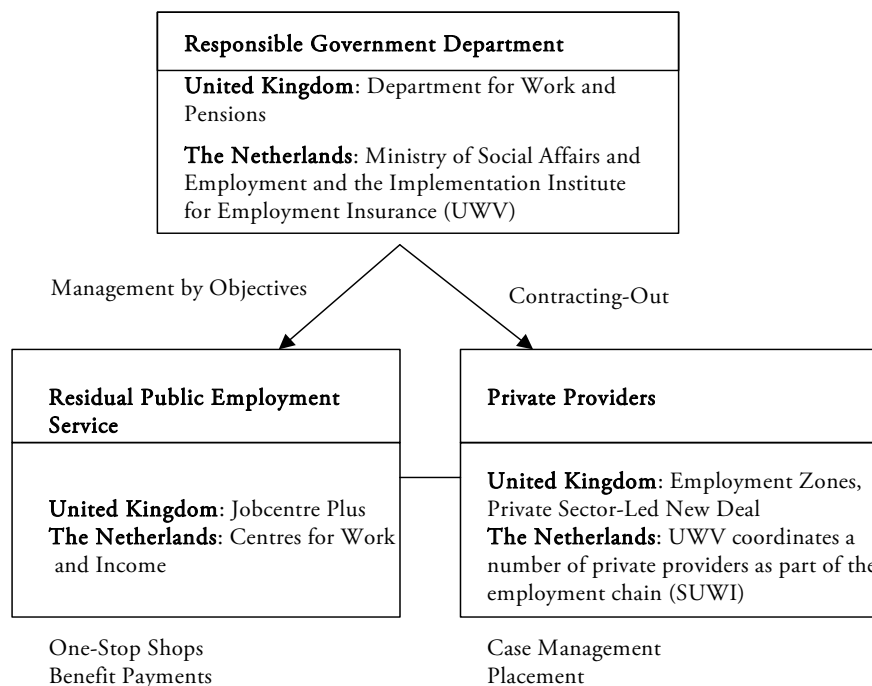 Responsible Government Department
United Kingdom: Department for Work and
Pensions
The Netherlands: Ministry of Social Affairs and
Employment and the Implementation Institute
for Employment Insurance (UWV)
Management by Objectives
Contracting-Out
Residual Public Employment
Service
United Kingdom: Jobcentre Plus
The Netherlands: Centres for Work
and Income
Private Providers
United Kingdom: Employment Zones,
Private Sector-Led New Deal
The Netherlands: UWV coordinates a
number of private providers as part of the
employment chain (SUWI)
One-Stop Shops
Benefit Payments
Case Management
Placement